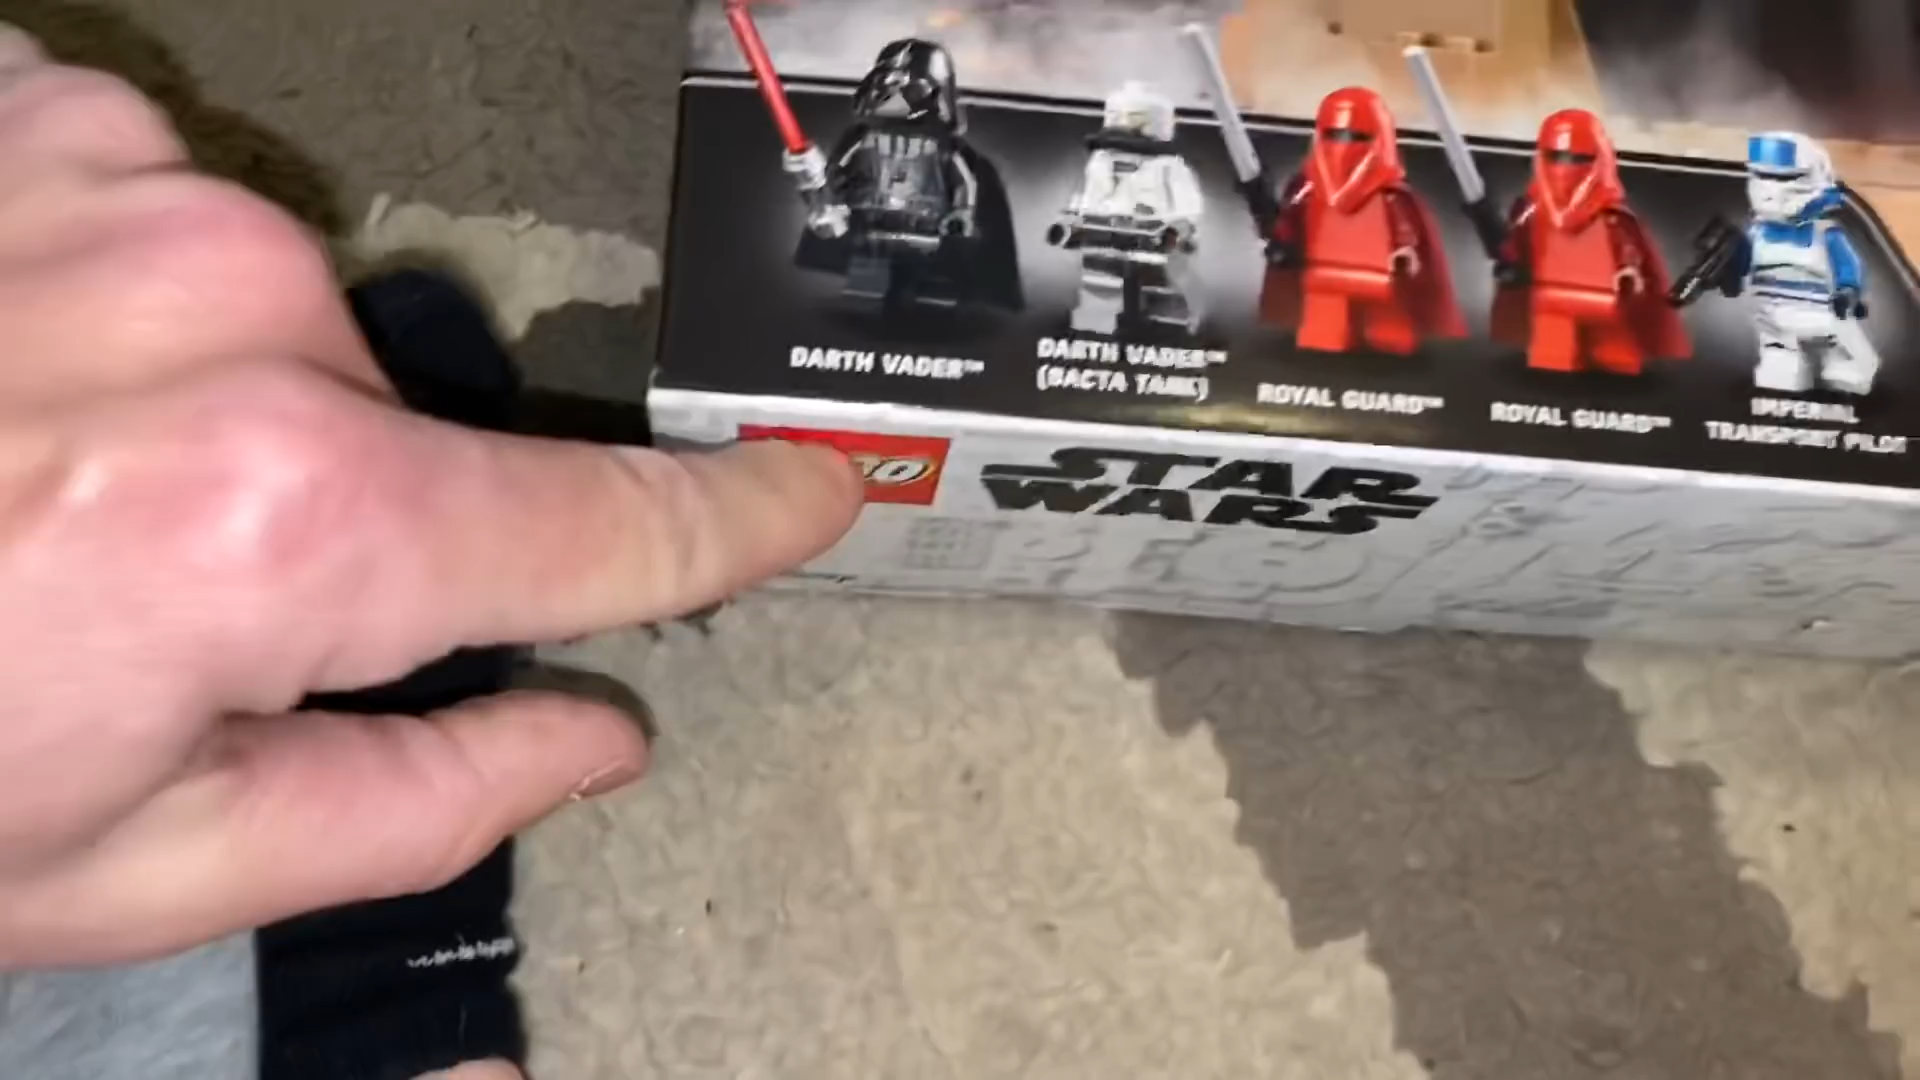 DARTH VADER™
DARTH VADER™
(BACTA TANK)
ROYAL GUARD™
ROYAL GUARD™
IMPERIAL
TRANSPORT PILOT
STAR
WARS